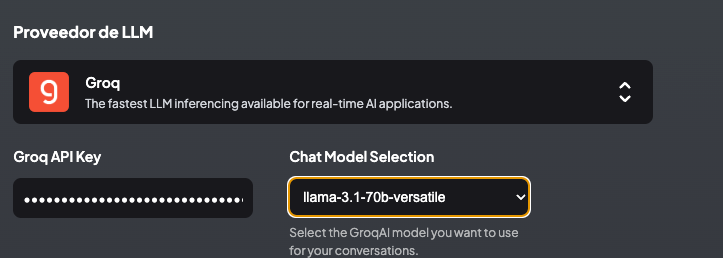 Proveedor de LLM
Groq
The fastest LLM inferencing available for real-time AI applications.
Groq API Key
Chat Model Selection
llama-3.1-70b-versatile
Select the GroqAI model you want to use
for your conversations.